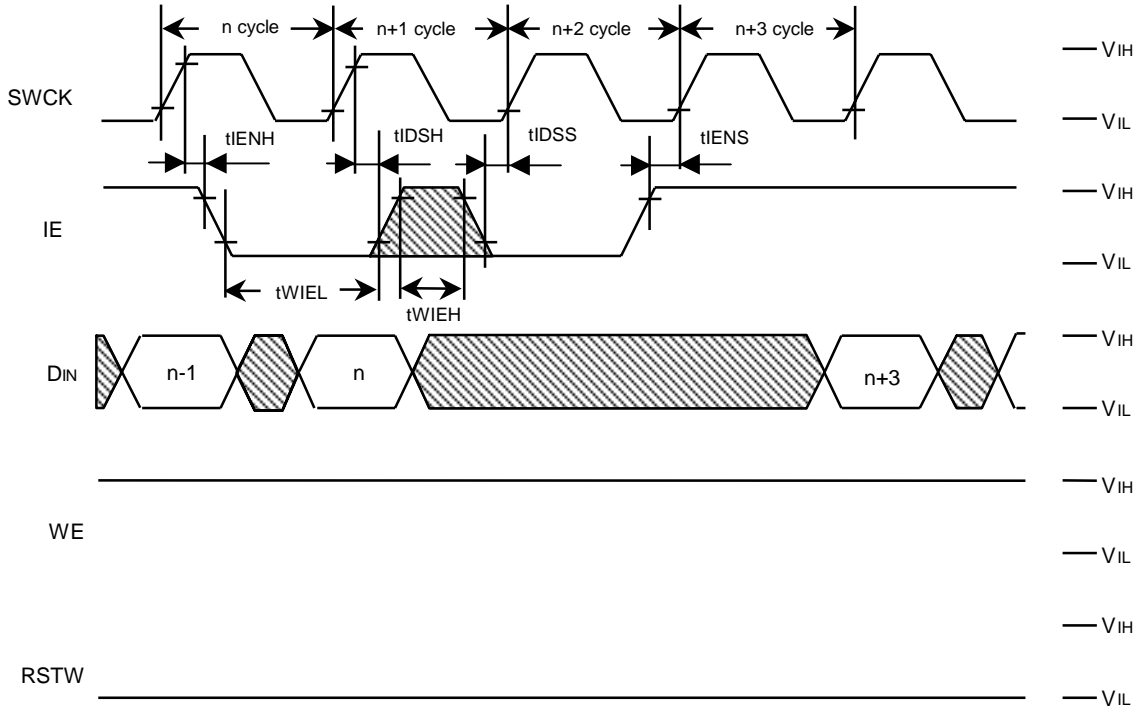 n cycle n+1 cycle n+2 cycle n+3 cycle
VIH
SWCK
VIL
tIENH tIDSH tIDSS tIENS
VIH
IE
VIL
tWIEL
tWIEH
VIH
DIN n-1 n n+3
VIL
VIH
WE
VIL
VIH
RSTW
VIL